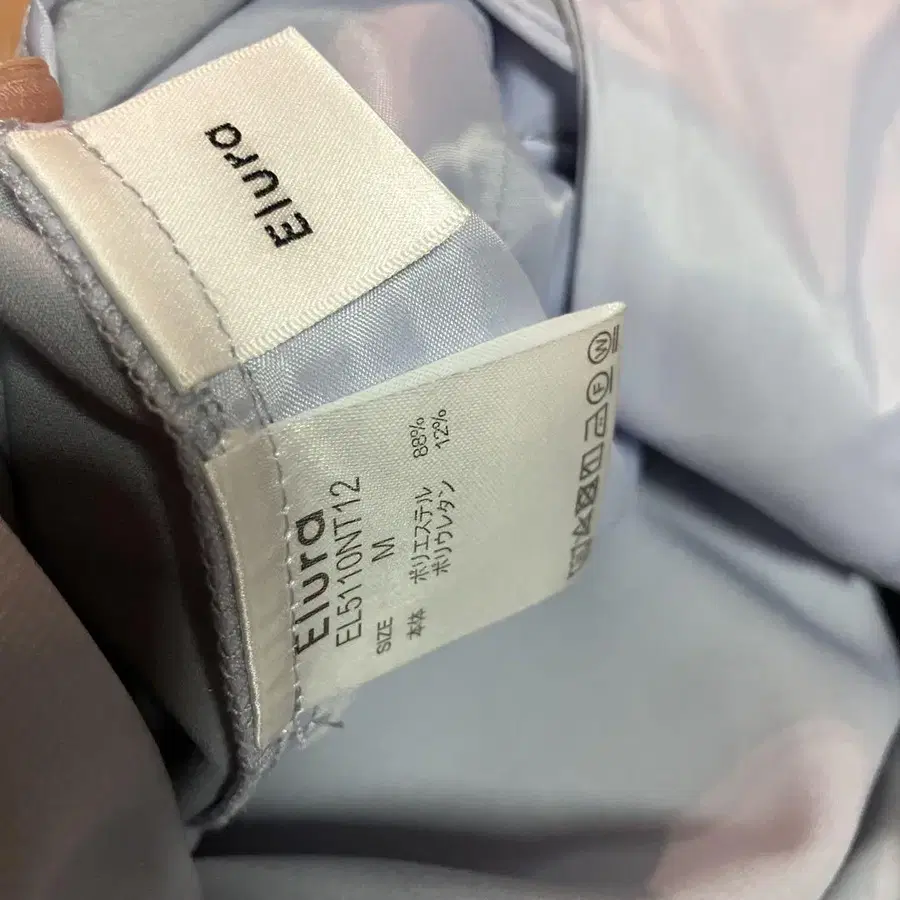 Elura
Elura
EL5110NT12
SIZE M
本体 ポリエステル 88%
ポリウレタン 12%
F
W